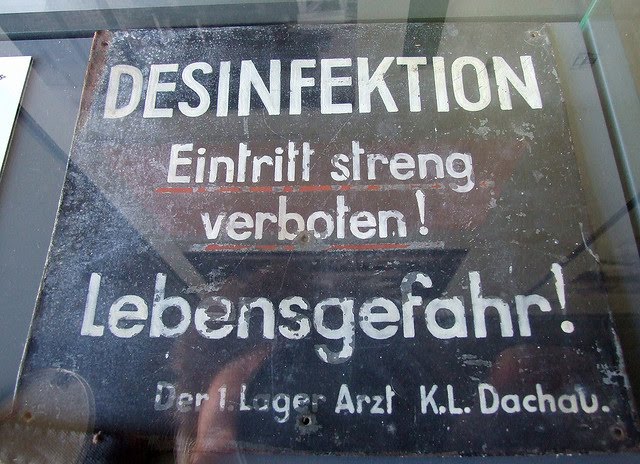 DESINFEKTION
Eintritt streng
verboten!
Lebensgefahr!
Der 1. Lager Arzt K.L. Dachau.